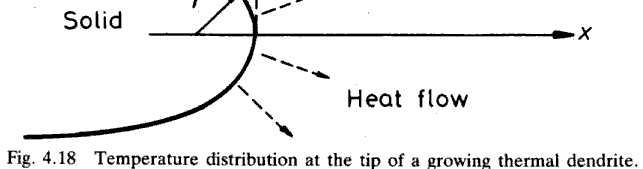 Solid
x
Heat flow
Fig. 4.18 Temperature distribution at the tip of a growing thermal dendrite.